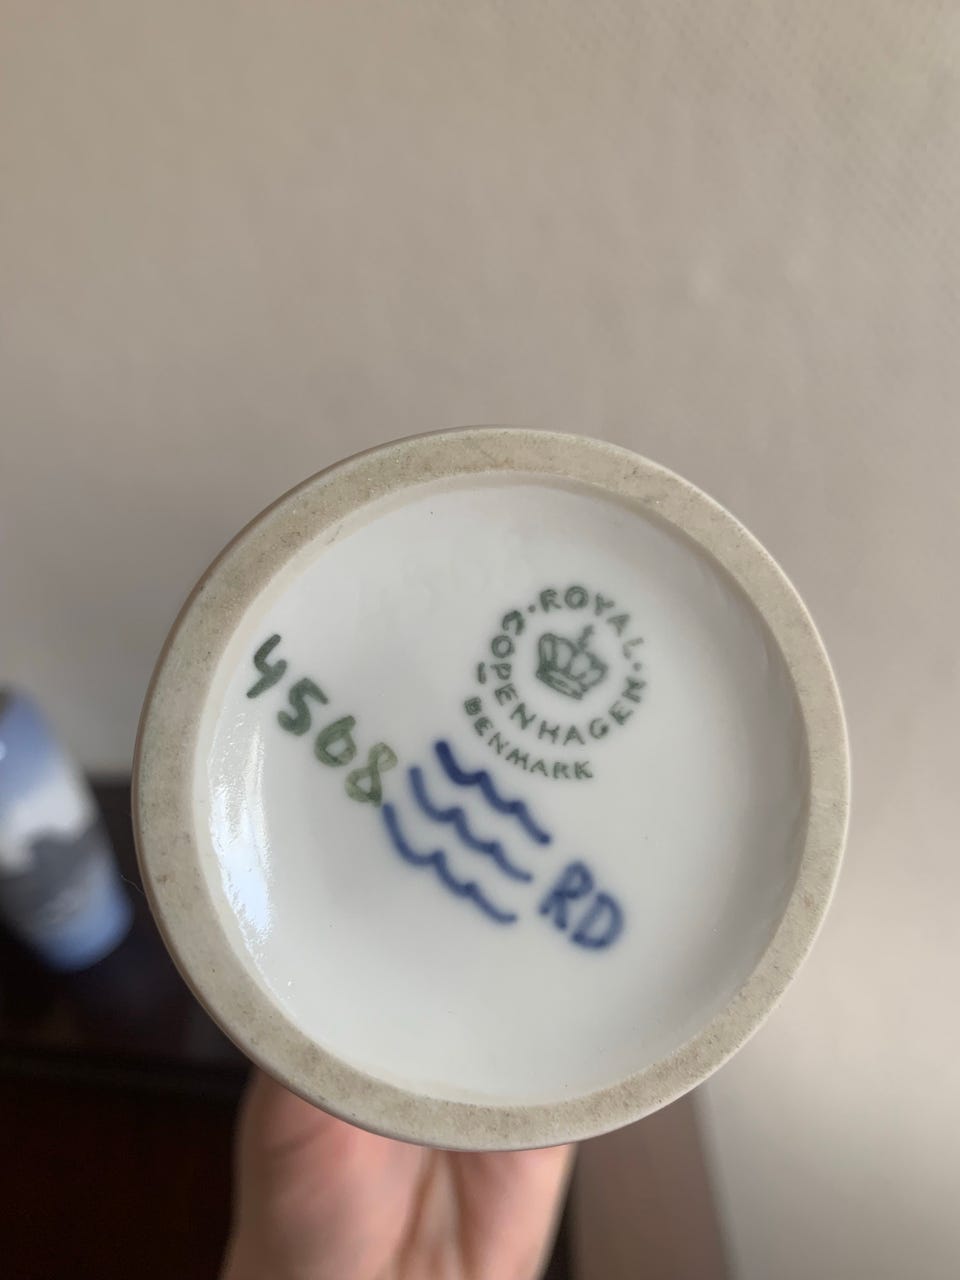 ROYAL · COPENHAGEN ·
DENMARK
4568
RD